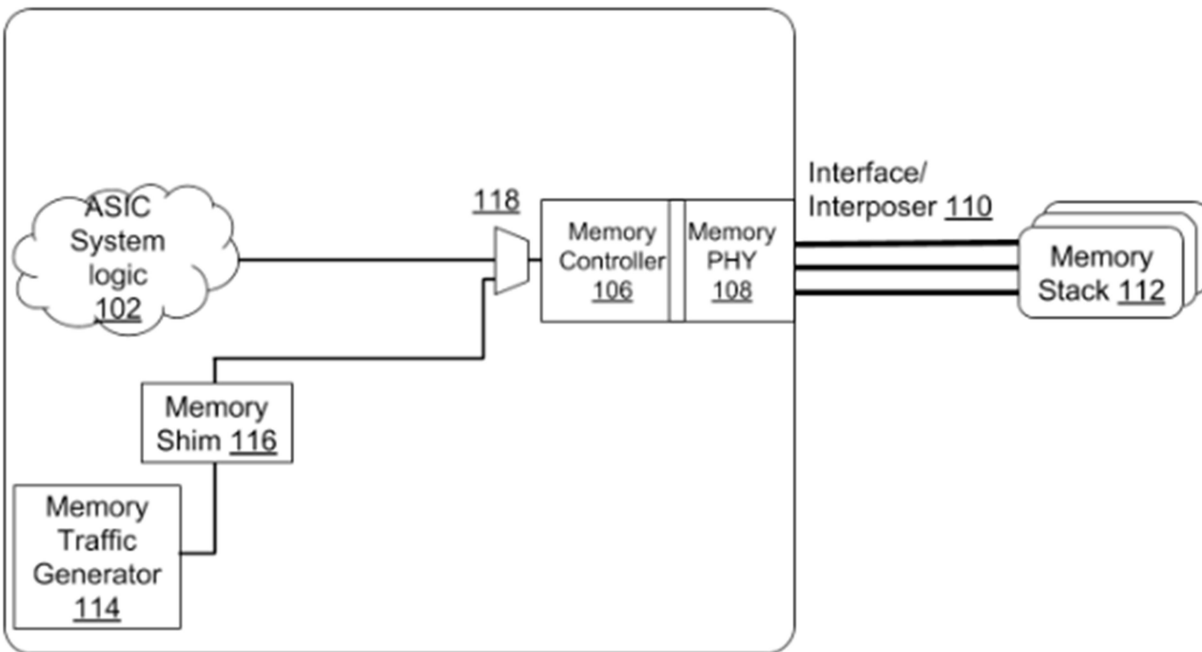 Interface/
Interposer 110
ASIC
System
logic
102
118
Memory
Controller
106
Memory
PHY
108
Memory
Stack 112
Memory
Shim 116
Memory
Traffic
Generator
114